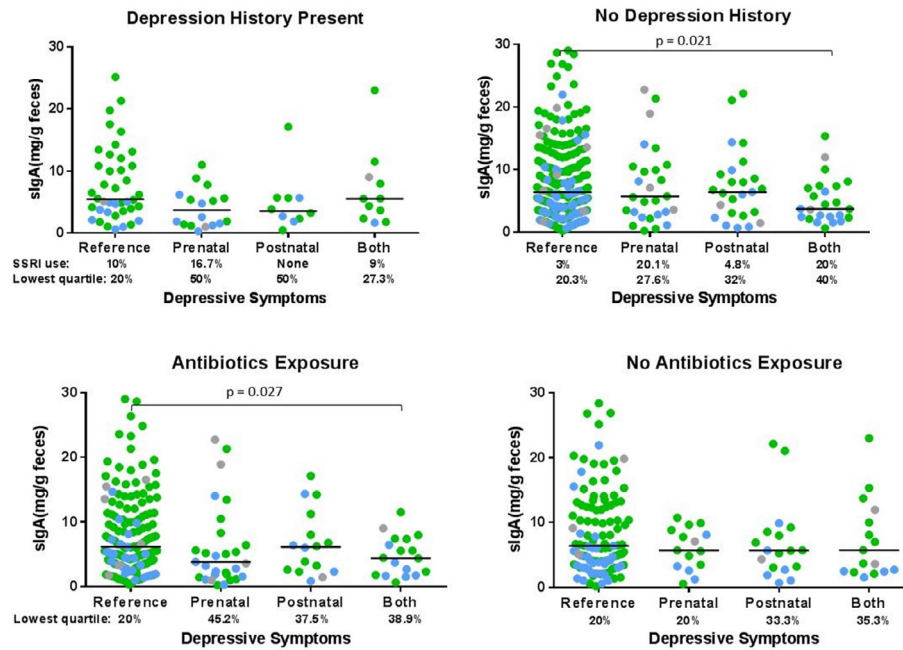 Depression History Present
sIgA(mg/g feces)
30
20
10
0
Reference Prenatal Postnatal Both
SSRI use: 10% 16.7% None 9%
Lowest quartile: 20% 50% 50% 27.3%
Depressive Symptoms
No Depression History
p = 0.021
sIgA(mg/g feces)
30
20
10
0
Reference Prenatal Postnatal Both
3% 20.1% 4.8% 20%
20.3% 27.6% 32% 40%
Depressive Symptoms
Antibiotics Exposure
p = 0.027
sIgA(mg/g feces)
30
20
10
0
Reference Prenatal Postnatal Both
Lowest quartile: 20% 45.2% 37.5% 38.9%
Depressive Symptoms
No Antibiotics Exposure
sIgA(mg/g feces)
30
20
10
0
Reference Prenatal Postnatal Both
20% 20% 33.3% 35.3%
Depressive Symptoms